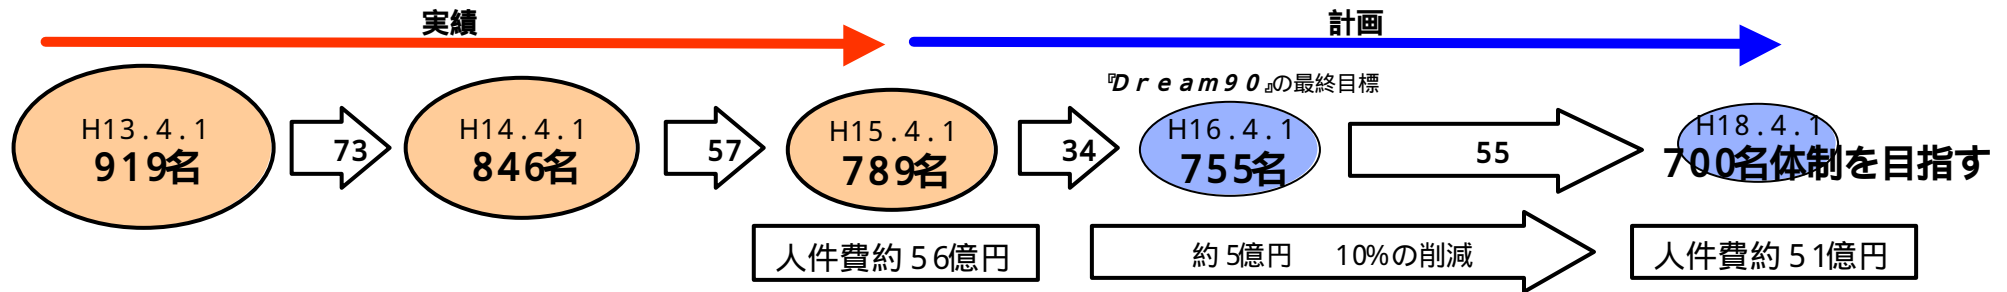 実績
計画
『Dream90』の最終目標
H13.4.1
919名
73
H14.4.1
846名
57
H15.4.1
789名
34
H16.4.1
755名
55
H18.4.1
700名体制を目指す
人件費約56億円
約5億円 10%の削減
人件費約51億円